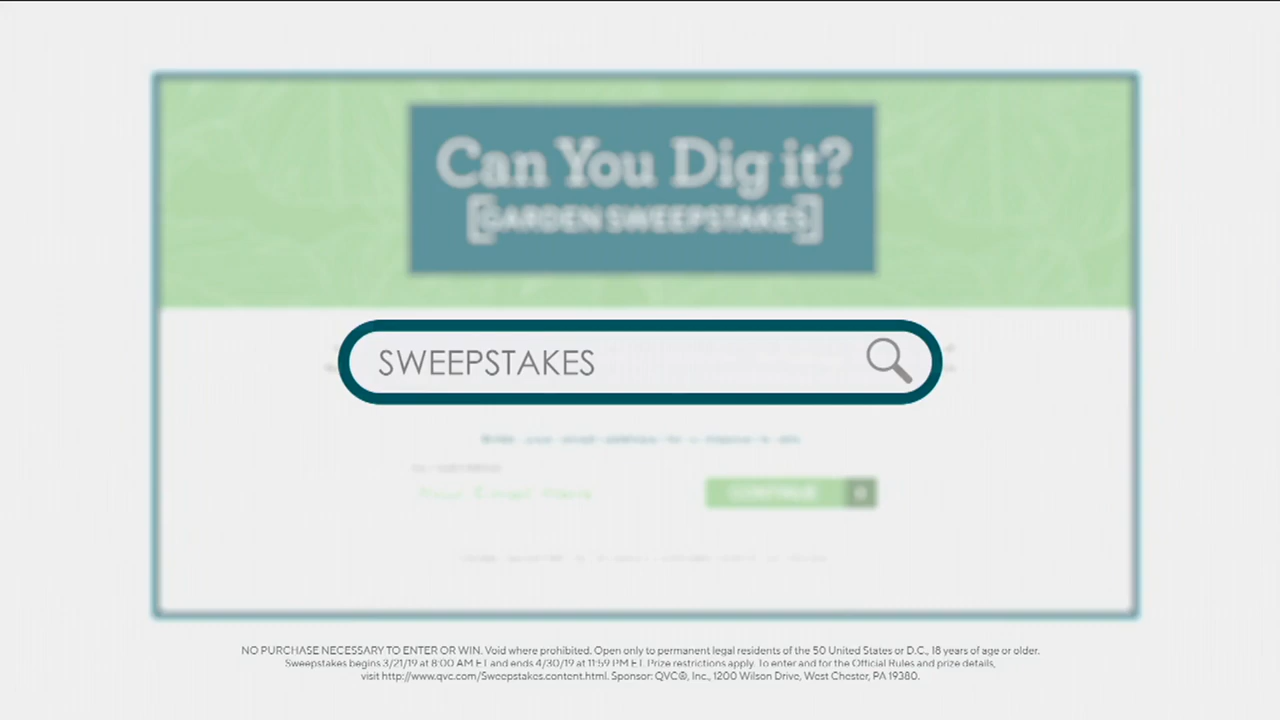 Can You Dig it?
[GARDEN SWEEPSTAKES]
SWEEPSTAKES
CONTINUE
NO PURCHASE NECESSARY TO ENTER OR WIN. Void where prohibited. Open only to permanent legal residents of the 50 United States or D.C., 18 years of age or older.
Sweepstakes begins 3/21/19 at 8:00 AM ET and ends 4/30/19 at 11:59 PM ET. Prize restrictions apply. To enter and for the Official Rules and prize details,
visit http://www.qvc.com/Sweepstakes.content.html. Sponsor: QVC®, Inc., 1200 Wilson Drive, West Chester, PA 19380.